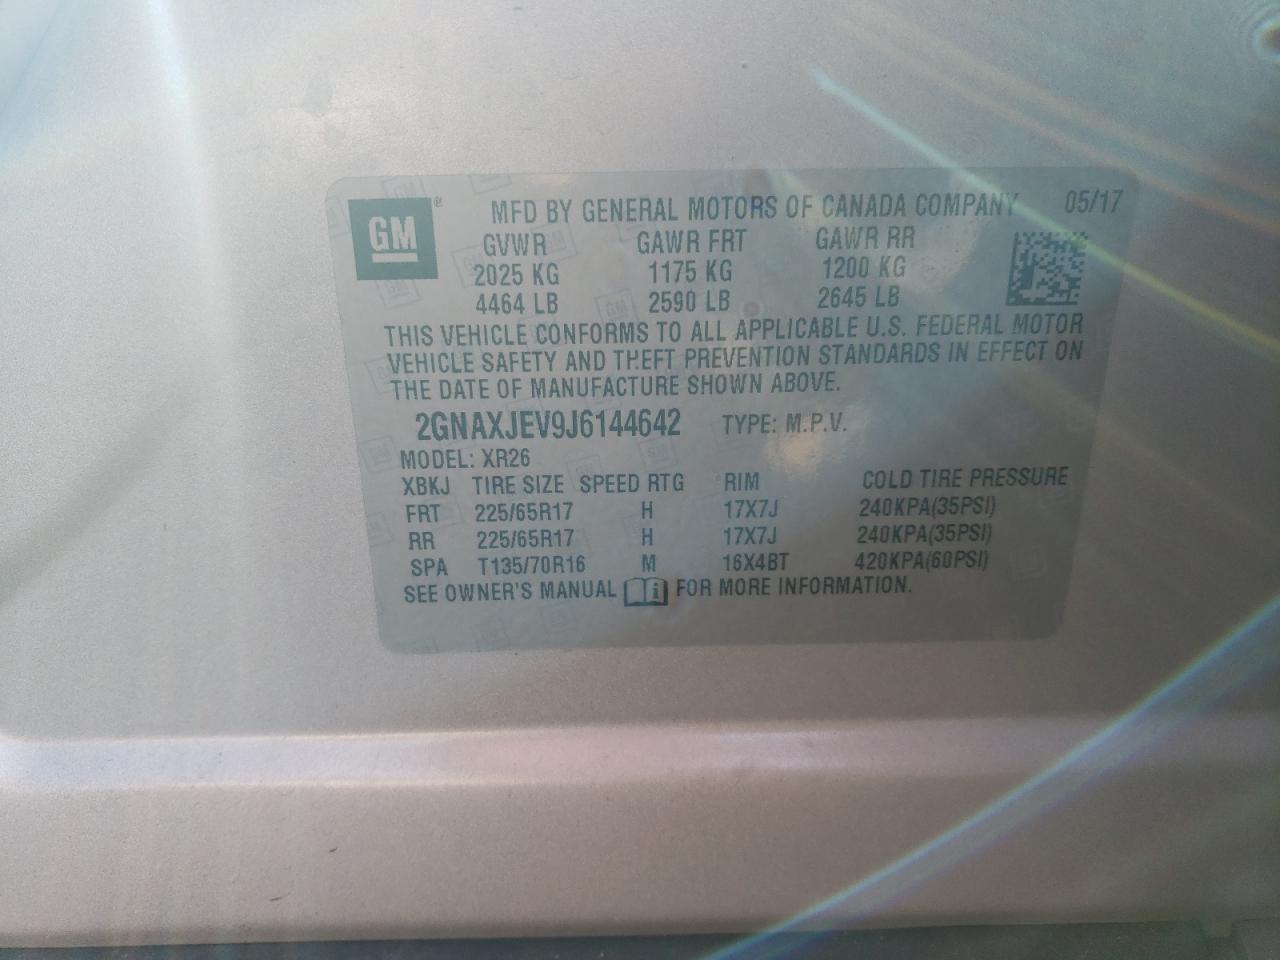 GM ® MFD BY GENERAL MOTORS OF CANADA COMPANY 05/17
GVWR GAWR FRT GAWR RR
2025 KG 1175 KG 1200 KG
4464 LB 2590 LB 2645 LB
THIS VEHICLE CONFORMS TO ALL APPLICABLE U.S. FEDERAL MOTOR
VEHICLE SAFETY AND THEFT PREVENTION STANDARDS IN EFFECT ON
THE DATE OF MANUFACTURE SHOWN ABOVE.
2GNAXJEV9J6144642 TYPE: M.P.V.
MODEL: XR26
XBKJ TIRE SIZE SPEED RTG RIM COLD TIRE PRESSURE
FRT 225/65R17 H 17X7J 240KPA(35PSI)
RR 225/65R17 H 17X7J 240KPA(35PSI)
SPA T135/70R16 M 16X4BT 420KPA(60PSI)
SEE OWNER'S MANUAL i FOR MORE INFORMATION.